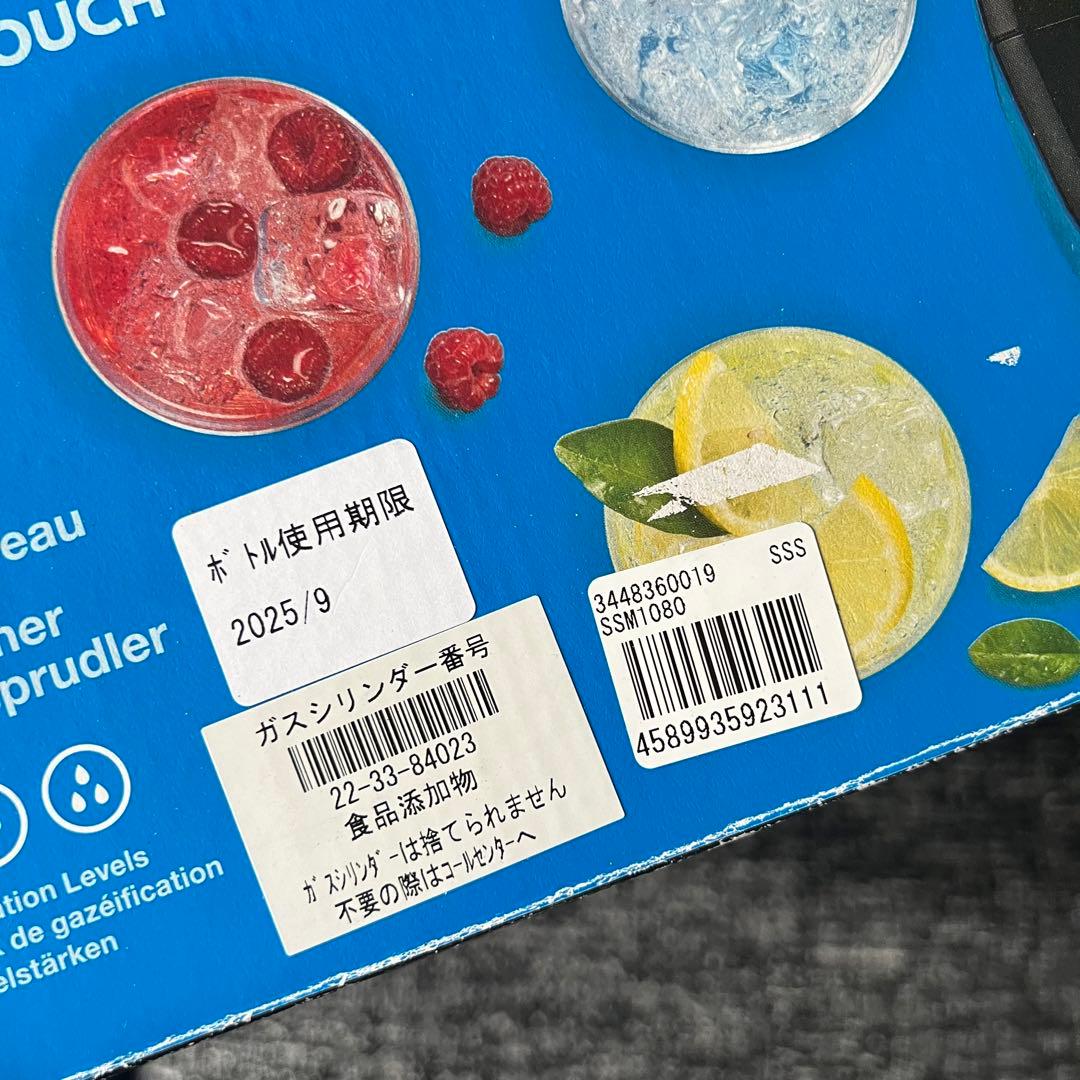 OUCH
eau
ner
prudler
ボトル使用期限
2025/9
ガスシリンダー番号
22-33-84023
食品添加物
ガスシリンダーは捨てられません
不要の際はコールセンターへ
SSS
3448360019
SSM1080
4589935923111
tion Levels
de gazéification
elstärken